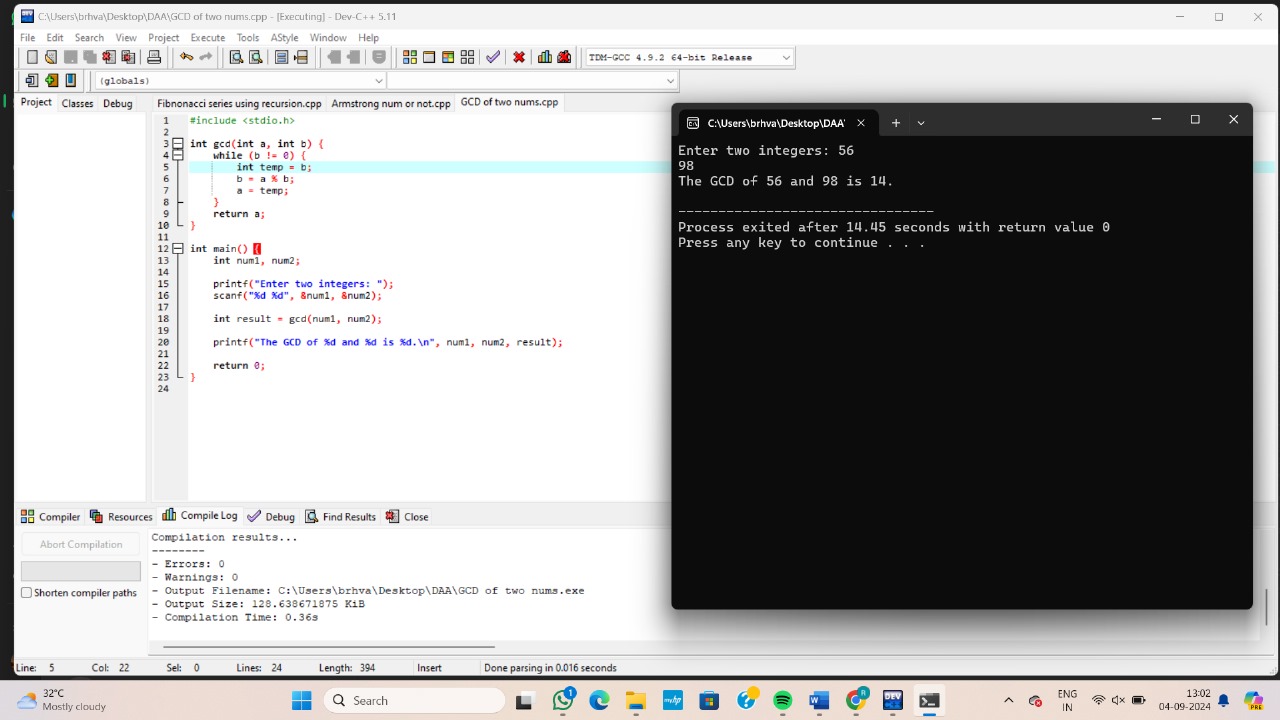 C:\Users\brhva\Desktop\DAA\GCD of two nums.cpp - [Executing] - Dev-C++ 5.11
File Edit Search View Project Execute Tools AStyle Window Help
TDM-GCC 4.9.2 64-bit Release
(globals)
Project Classes Debug
Fibnonacci series using recursion.cpp Armstrong num or not.cpp GCD of two nums.cpp
1 #include <stdio.h>
2
3 int gcd(int a, int b) {
4 while (b != 0) {
5 int temp = b;
6 b = a % b;
7 a = temp;
8 }
9 return a;
10 }
11
12 int main() {
13 int num1, num2;
14
15 printf("Enter two integers: ");
16 scanf("%d %d", &num1, &num2);
17
18 int result = gcd(num1, num2);
19
20 printf("The GCD of %d and %d is %d.\n", num1, num2, result);
21
22 return 0;
23 }
24
C:\Users\brhva\Desktop\DAA'
Enter two integers: 56
98
The GCD of 56 and 98 is 14.
--------------------------------
Process exited after 14.45 seconds with return value 0
Press any key to continue . . .
Compiler Resources Compile Log Debug Find Results Close
Abort Compilation
Shorten compiler paths
Compilation results...
--------
- Errors: 0
- Warnings: 0
- Output Filename: C:\Users\brhva\Desktop\DAA\GCD of two nums.exe
- Output Size: 128.638671875 KiB
- Compilation Time: 0.36s
Line: 5 Col: 22 Sel: 0 Lines: 24 Length: 394 Insert Done parsing in 0.016 seconds
32°C
Mostly cloudy
Search
ENG
IN
13:02
04-09-2024